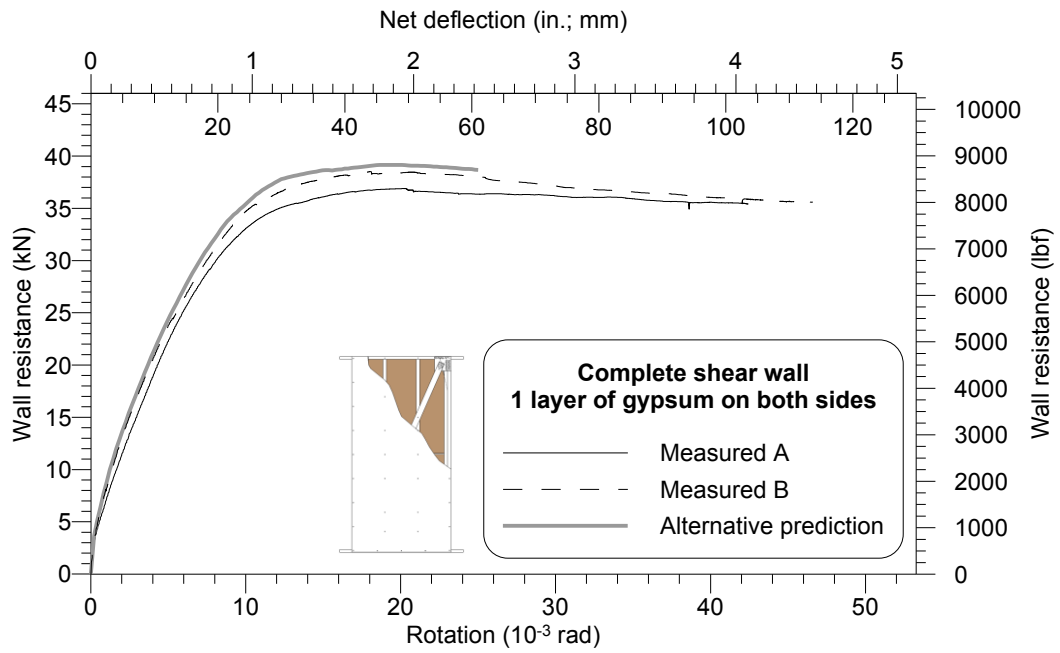 Net deflection (in.; mm)
0 1 2 3 4 5
20 40 60 80 100 120
Wall resistance (kN)
45
40
35
30
25
20
15
10
5
0
10000
9000
8000
7000
6000
5000
4000
3000
2000
1000
0
Wall resistance (lbf)
Complete shear wall
1 layer of gypsum on both sides
Measured A
Measured B
Alternative prediction
0 10 20 30 40 50
Rotation (10⁻³ rad)